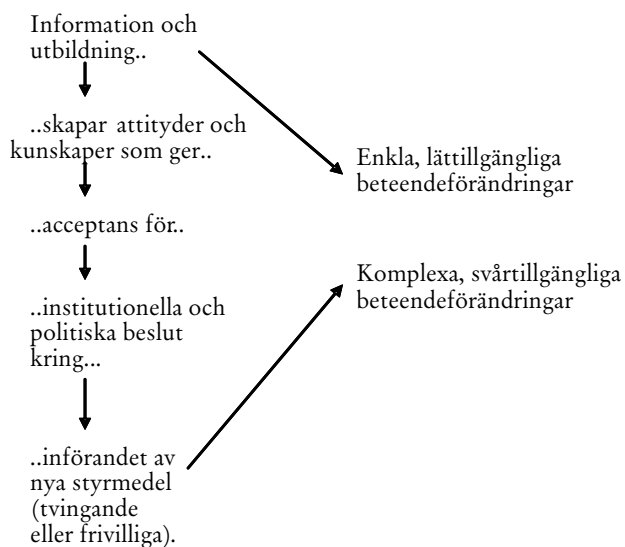 Information och
utbildning..
..skapar attityder och
kunskaper som ger..
..acceptans för..
..institutionella och
politiska beslut
kring...
..införandet av
nya styrmedel
(tvingande
eller frivilliga).
Enkla, lättillgängliga
beteendeförändringar
Komplexa, svårtillgängliga
beteendeförändringar